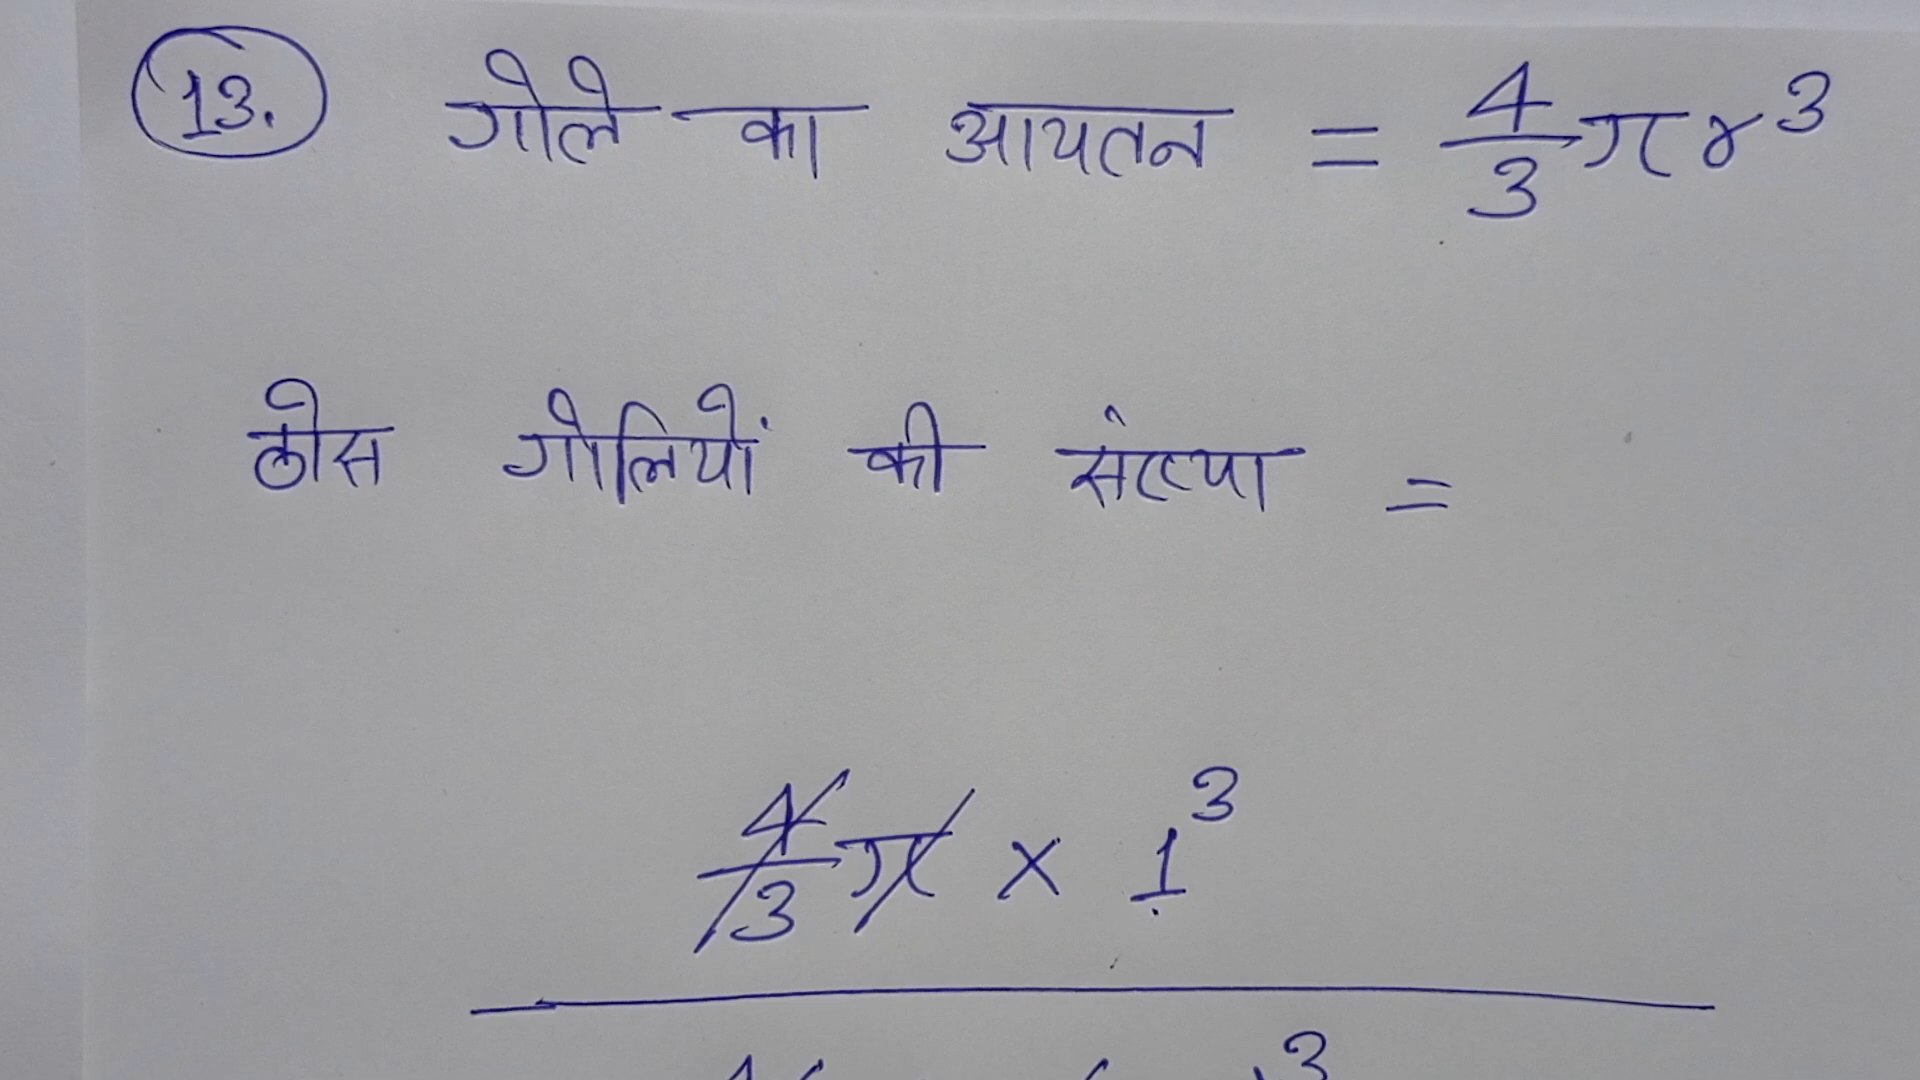 13. गोले का आयतन = 4/3 πr³
ठोस गोलियों की संख्या =
4/3 π × 1³